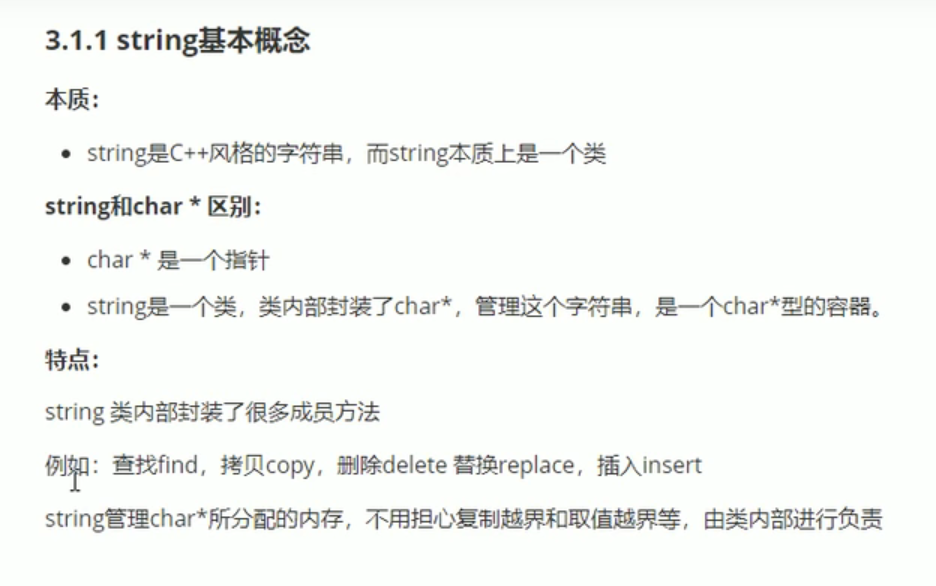 3.1.1 string基本概念
本质：
• string是C++风格的字符串，而string本质上是一个类
string和char * 区别：
• char * 是一个指针
• string是一个类，类内部封装了char*，管理这个字符串，是一个char*型的容器。
特点：
string 类内部封装了很多成员方法
例如：查找find，拷贝copy，删除delete 替换replace，插入insert
string管理char*所分配的内存，不用担心复制越界和取值越界等，由类内部进行负责